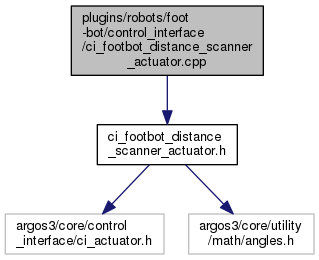 plugins/robots/foot
-bot/control_interface
/ci_footbot_distance_scanner
_actuator.cpp
ci_footbot_distance
_scanner_actuator.h
argos3/core/control
_interface/ci_actuator.h
argos3/core/utility
/math/angles.h